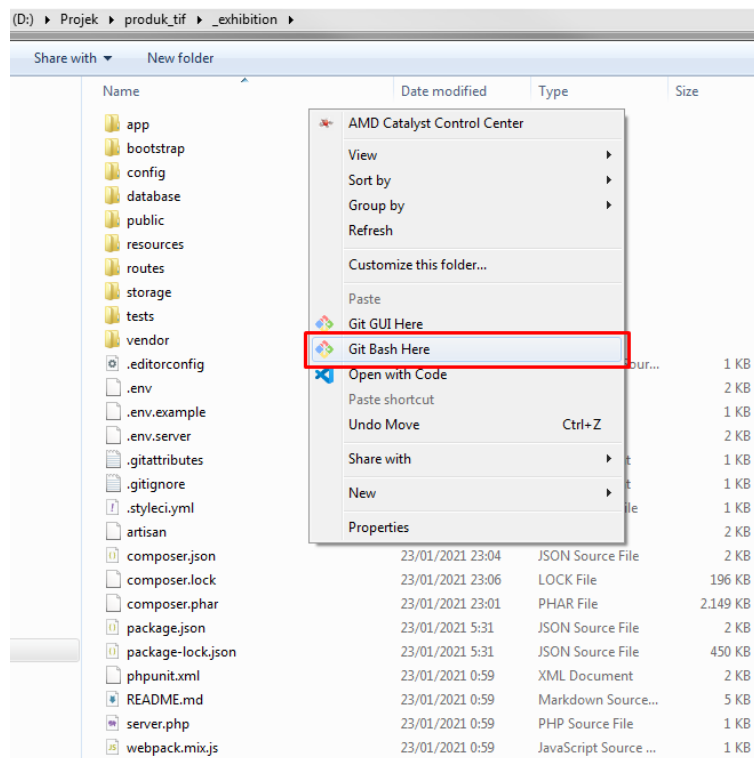 (D:) ▸ Projek ▸ produk_tif ▸ _exhibition ▸
Share with ▾ New folder
Name Date modified Type Size
app
AMD Catalyst Control Center
bootstrap
View
config
Sort by
database
Group by
public
Refresh
resources
routes
Customize this folder...
storage
Paste
tests
Git GUI Here
vendor
Git Bash Here
.editorconfig 1 KB
Open with Code
.env 2 KB
Paste shortcut
.env.example 1 KB
Undo Move Ctrl+Z
.env.server 2 KB
.gitattributes 1 KB
Share with
.gitignore 1 KB
New
.styleci.yml 1 KB
Properties
artisan 2 KB
composer.json 23/01/2021 23:04 JSON Source File 2 KB
composer.lock 23/01/2021 23:06 LOCK File 196 KB
composer.phar 23/01/2021 23:01 PHAR File 2.149 KB
package.json 23/01/2021 5:31 JSON Source File 2 KB
package-lock.json 23/01/2021 5:31 JSON Source File 450 KB
phpunit.xml 23/01/2021 0:59 XML Document 2 KB
README.md 23/01/2021 0:59 Markdown Source... 5 KB
server.php 23/01/2021 0:59 PHP Source File 1 KB
webpack.mix.js 23/01/2021 0:59 JavaScript Source ... 1 KB